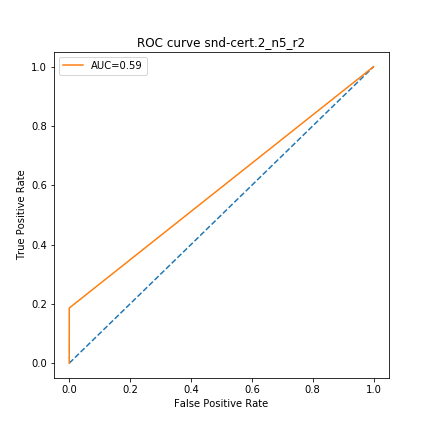 ROC curve snd-cert.2_n5_r2
AUC=0.59
1.0
0.8
0.6
0.4
0.2
0.0
True Positive Rate
0.0 0.2 0.4 0.6 0.8 1.0
False Positive Rate